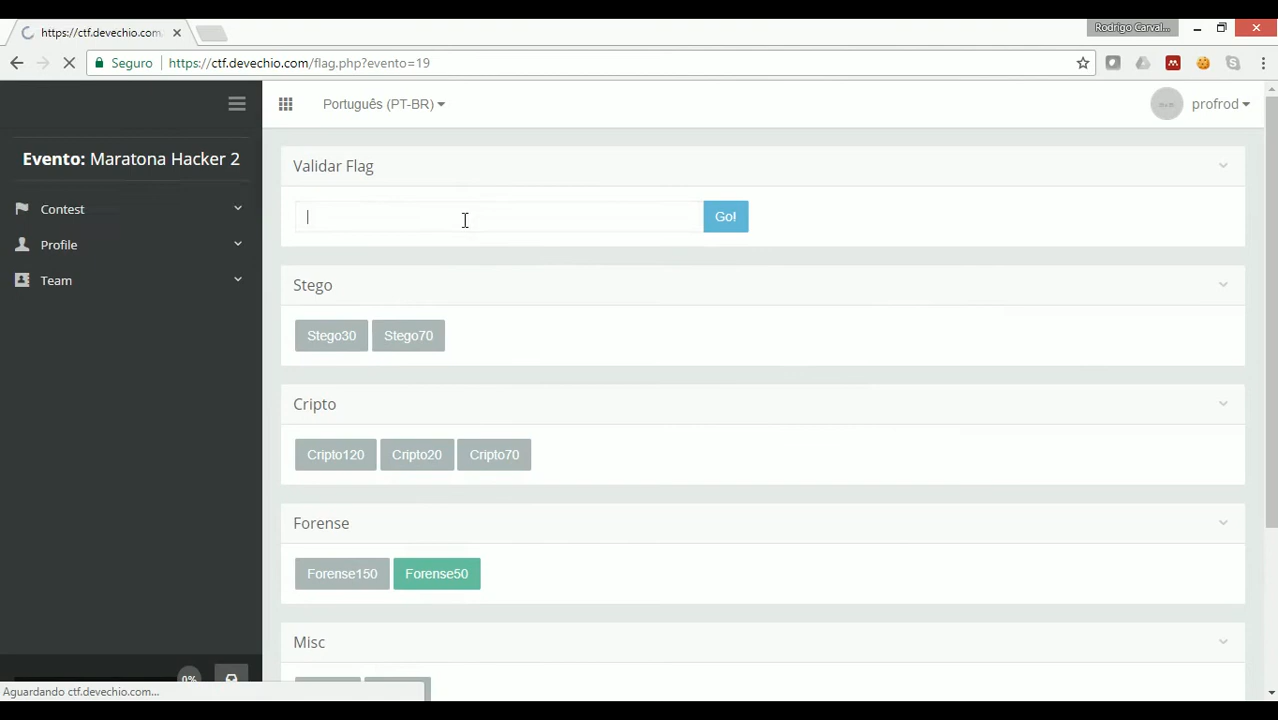 https://ctf.devechio.com
Rodrigo Carval...
Seguro
https://ctf.devechio.com/flag.php?evento=19
Português (PT-BR)
profrod
Evento: Maratona Hacker 2
Contest
Profile
Team
Validar Flag
Go!
Stego
Stego30
Stego70
Cripto
Cripto120
Cripto20
Cripto70
Forense
Forense150
Forense50
Misc
0%
Aguardando ctf.devechio.com...